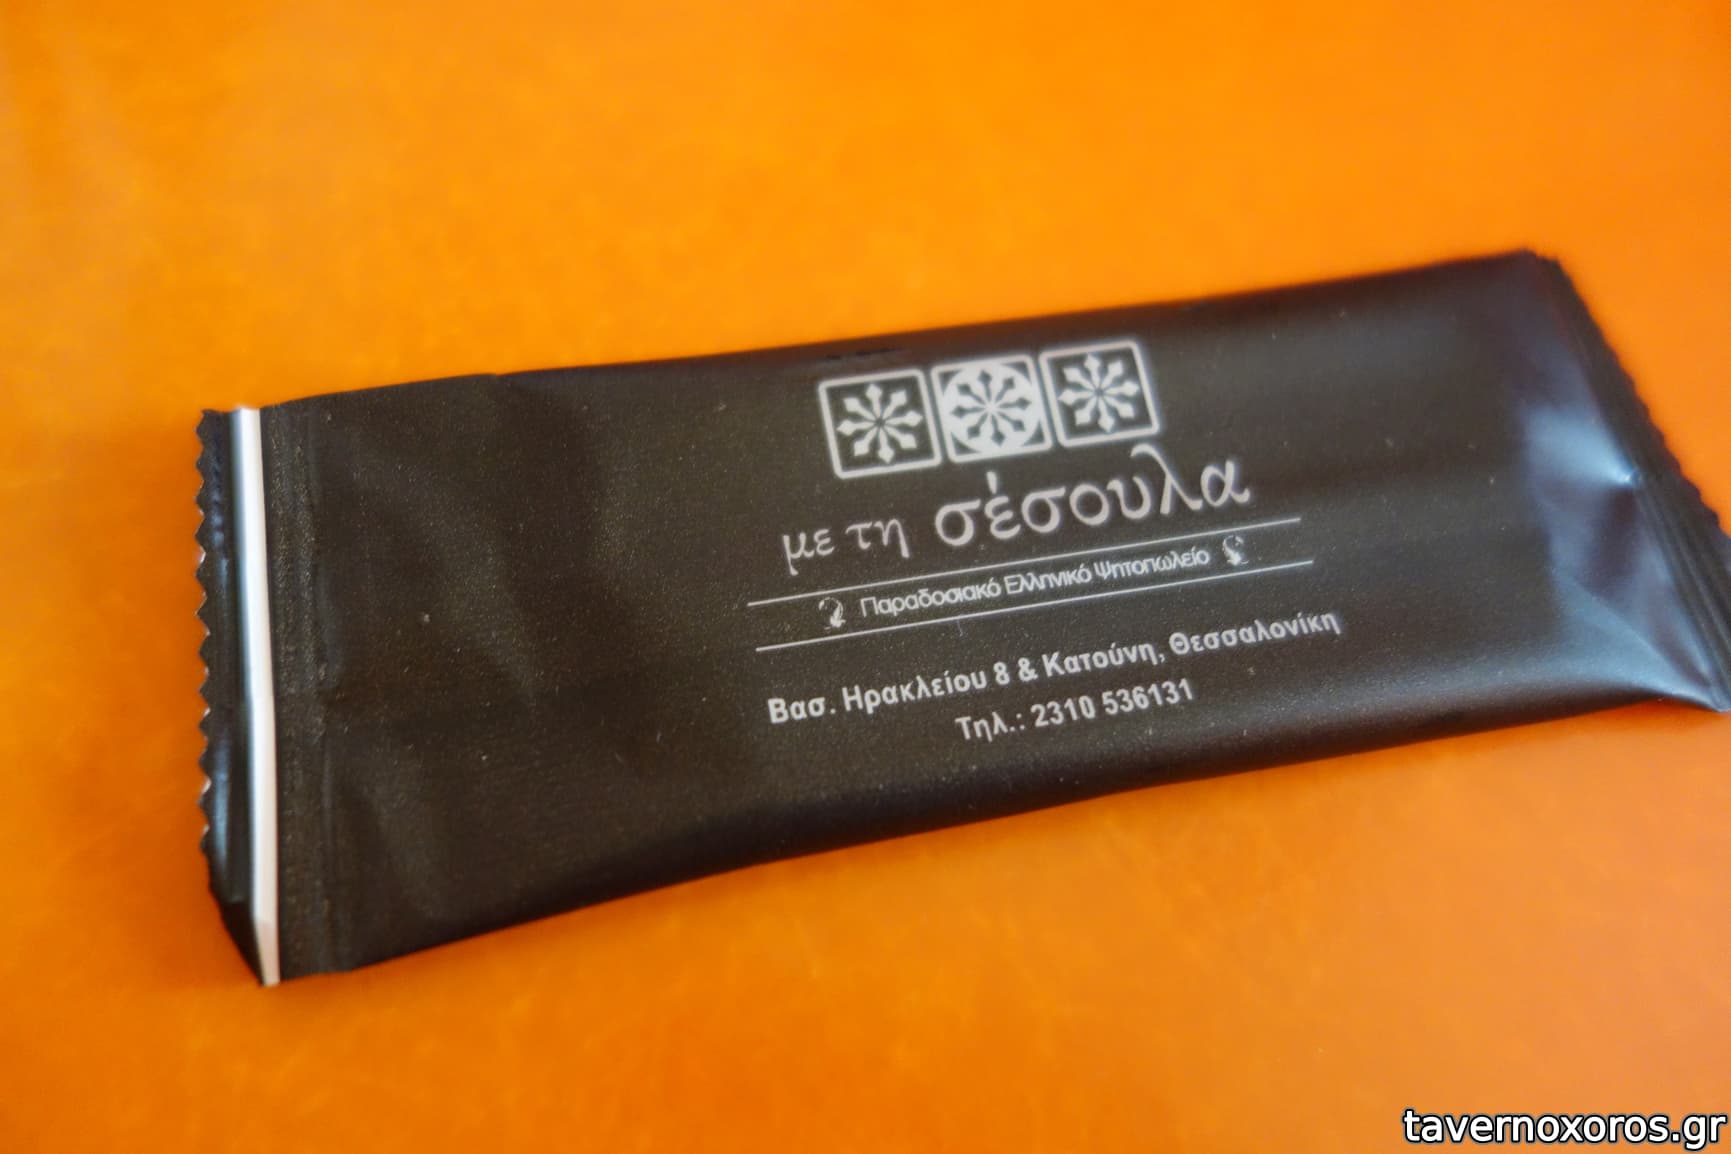 με τη σέσουλα
Παραδοσιακό Ελληνικό Ψητοπωλείο
Βασ. Ηρακλείου 8 & Κατούνη, Θεσσαλονίκη
Τηλ.: 2310 536131
tavernoxoros.gr